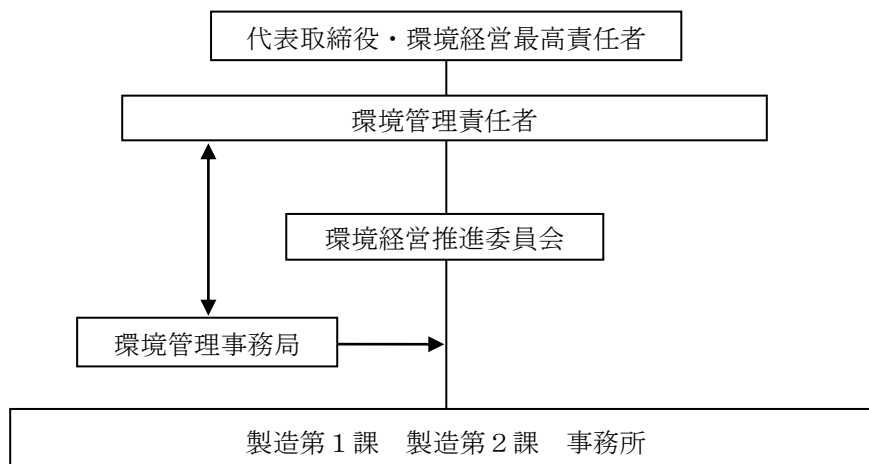 代表取締役・環境経営最高責任者
環境管理責任者
環境経営推進委員会
環境管理事務局
製造第１課　製造第２課　事務所